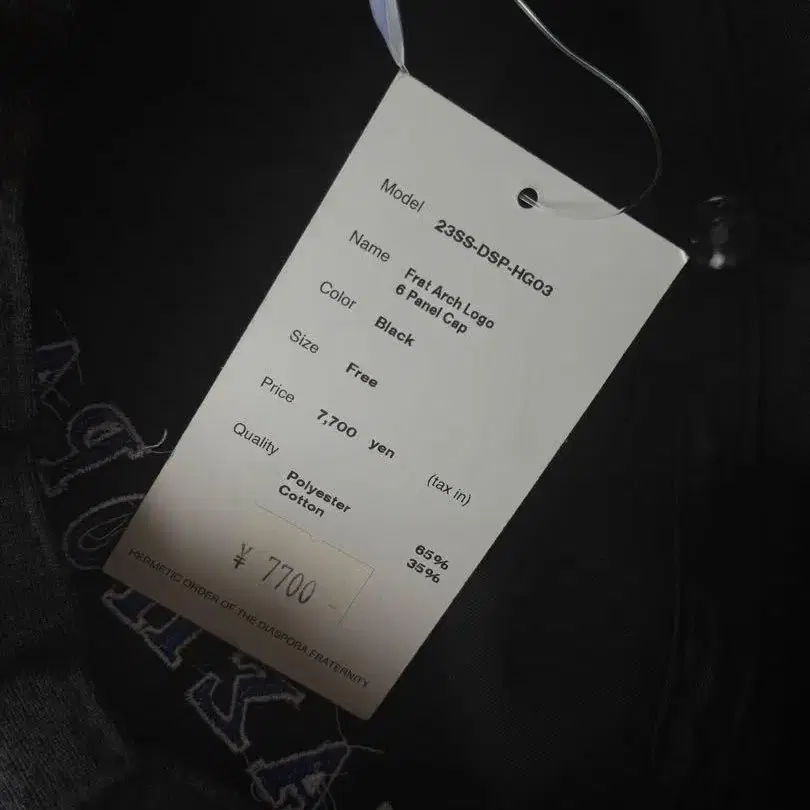 Model 23SS-DSP-HG03
Name Frat Arch Logo
6 Panel Cap
Color Black
Size Free
Price 7,700 yen (tax in)
Quality Polyester 65%
Cotton 35%
¥ 7700
HERMETIC ORDER OF THE DIASPORA FRATERNITY